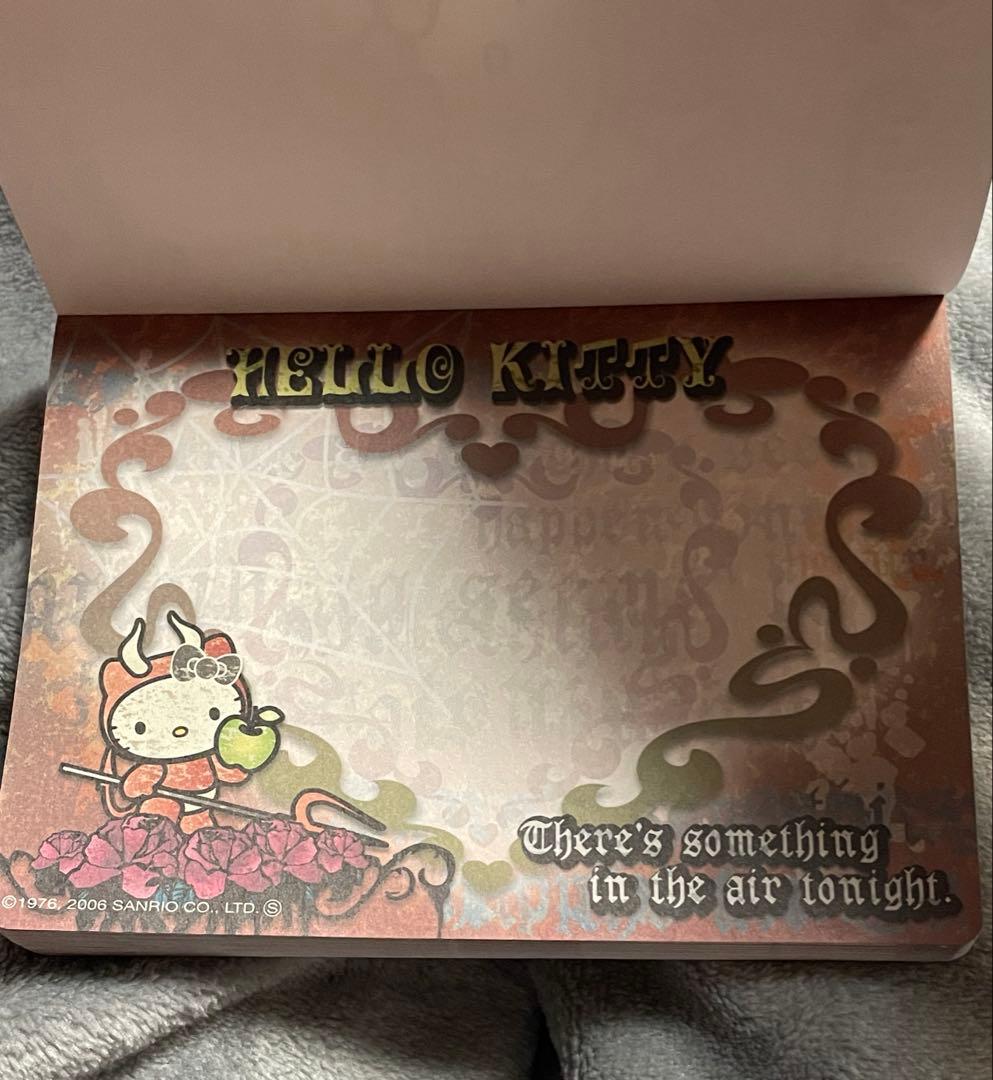 HELLO KITTY
There's something
in the air tonight.
©1976, 2006 SANRIO CO., LTD. Ⓢ